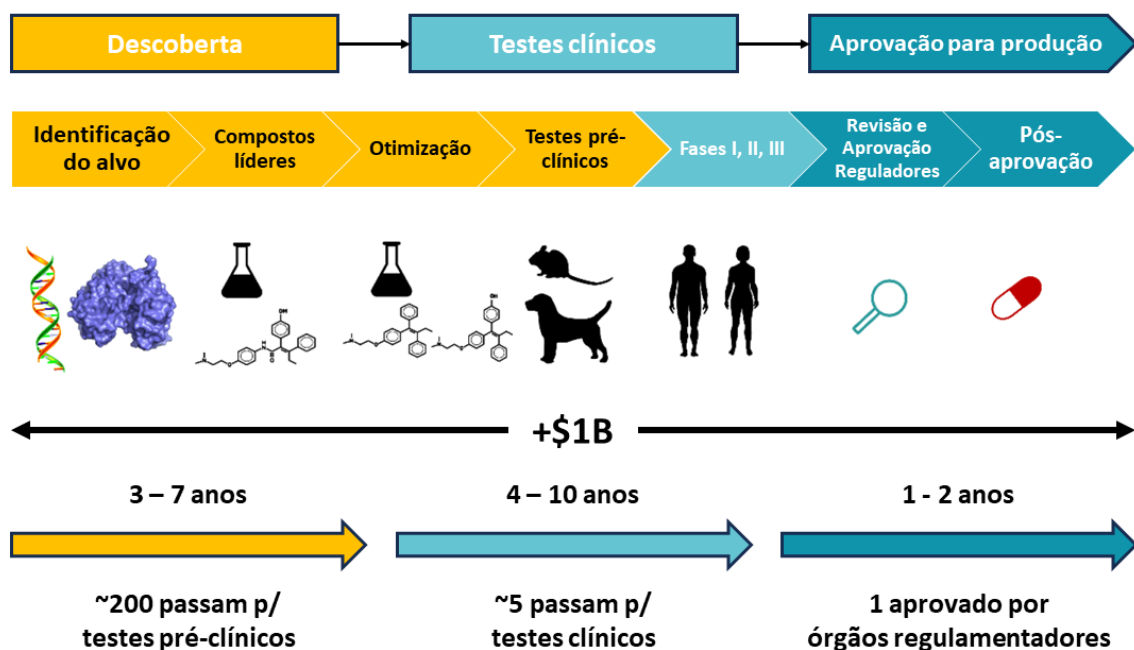 Descoberta
Testes clínicos
Aprovação para produção
Identificação
do alvo
Compostos
líderes
Otimização
Testes pré-
clínicos
Fases I, II, III
Revisão e
Aprovação
Reguladores
Pós-
aprovação
OH
H
N
O
N
O
N
O
OH
N
O
+$1B
3 – 7 anos
4 – 10 anos
1 - 2 anos
~200 passam p/
testes pré-clínicos
~5 passam p/
testes clínicos
1 aprovado por
órgãos regulamentadores